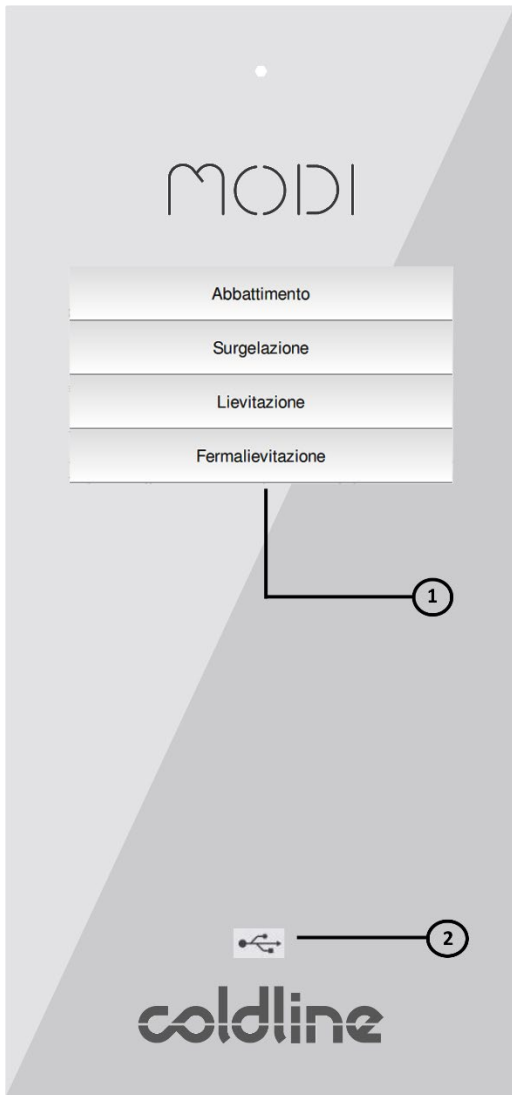 MODI
Abbattimento
Surgelazione
Lievitazione
Fermalievitazione
1
2
coldline